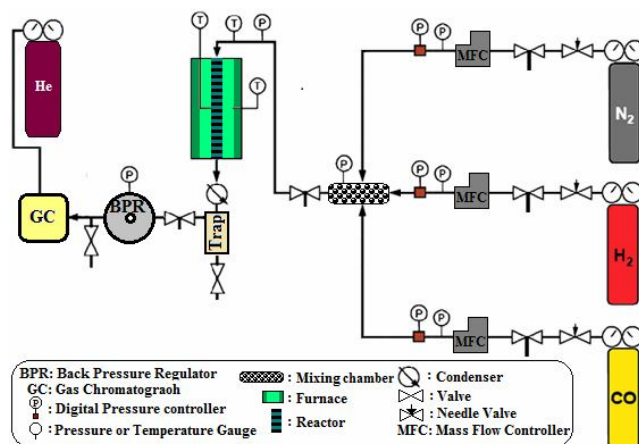 He
T
T
P
T
P
P
MFC
N₂
P
P
P
MFC
H₂
P
BPR
GC
Trap
P
P
MFC
CO
BPR: Back Pressure Regulator
GC: Gas Chromatograoh
P : Digital Pressure controller
: Pressure or Temperature Gauge
: Mixing chamber
: Furnace
: Reactor
: Condenser
: Valve
: Needle Valve
MFC: Mass Flow Controller